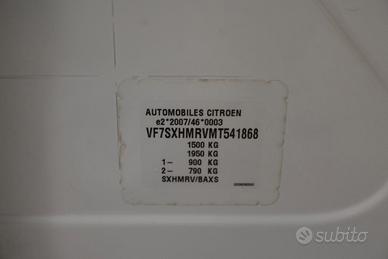 AUTOMOBILES CITROEN
e2*2007/46*0003
VF7SXHMRVMT541868
1500 KG
1950 KG
1- 900 KG
2- 790 KG
SXHMRV/BAXS
subito